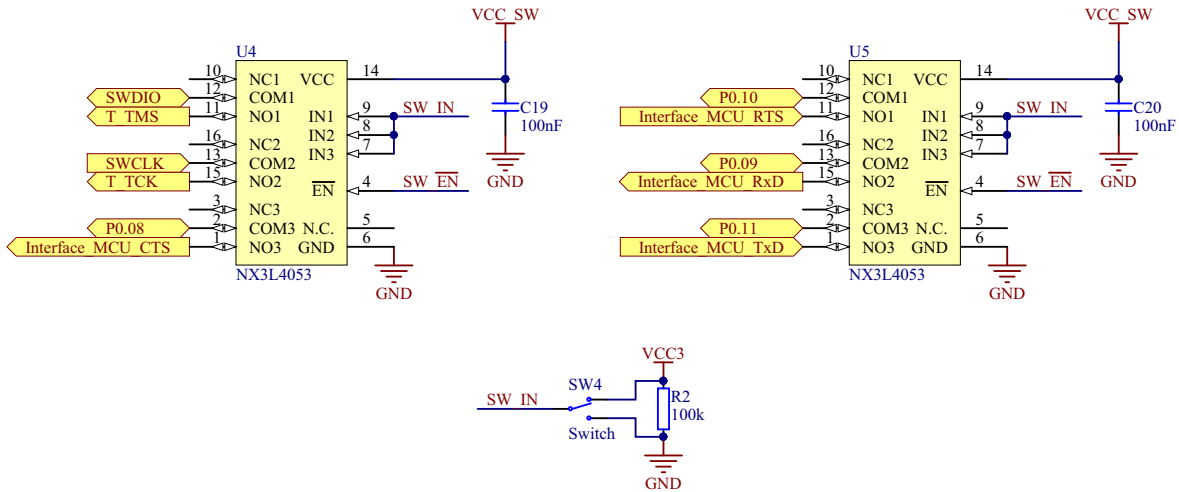 VCC_SW
U4
10 NC1 VCC 14
SWDIO 12 COM1
T_TMS 11 NO1 IN1 9 SW_IN
IN2 8
16 NC2 IN3 7
SWCLK 13 COM2
T_TCK 15 NO2 EN 4 SW_EN
3 NC3
P0.08 2 COM3 N.C. 5
Interface_MCU_CTS 1 NO3 GND 6
NX3L4053
GND
C19
100nF
GND
VCC_SW
U5
10 NC1 VCC 14
P0.10 12 COM1
Interface_MCU_RTS 11 NO1 IN1 9 SW_IN
IN2 8
16 NC2 IN3 7
P0.09 13 COM2
Interface_MCU_RxD 15 NO2 EN 4 SW_EN
3 NC3
P0.11 2 COM3 N.C. 5
Interface_MCU_TxD 1 NO3 GND 6
NX3L4053
GND
C20
100nF
GND
VCC3
SW4
SW_IN
Switch
R2
100k
GND